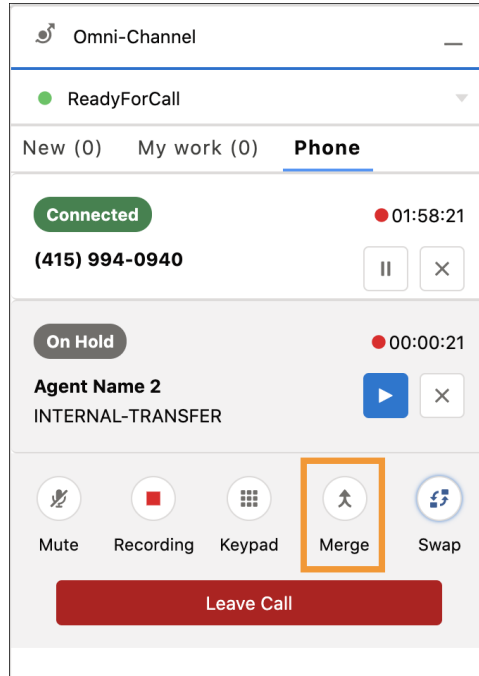 Omni-Channel
ReadyForCall
New (0) My work (0) Phone
Connected 01:58:21
(415) 994-0940
On Hold 00:00:21
Agent Name 2
INTERNAL-TRANSFER
Mute Recording Keypad Merge Swap
Leave Call